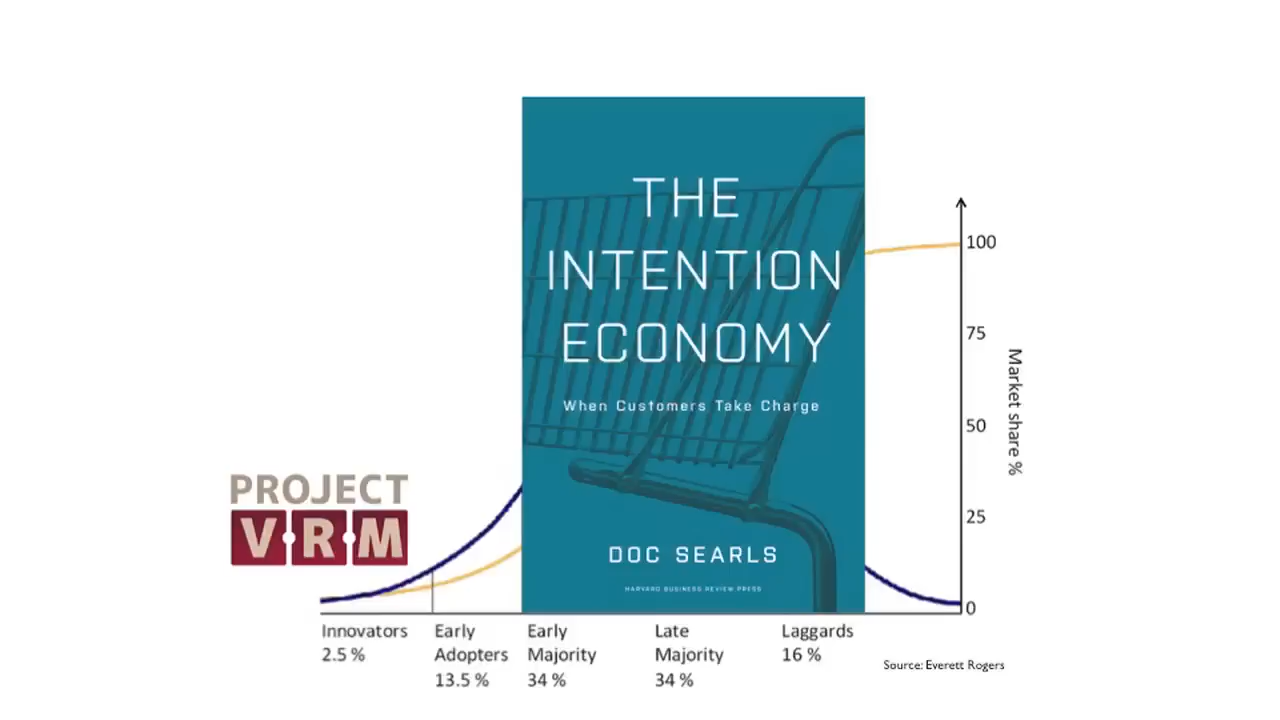 THE
INTENTION
ECONOMY
When Customers Take Charge
DOC SEARLS
HARVARD BUSINESS REVIEW PRESS
PROJECT
V·R·M
100
75
50
25
0
Market share %
Innovators
2.5 %
Early
Adopters
13.5 %
Early
Majority
34 %
Late
Majority
34 %
Laggards
16 %
Source: Everett Rogers